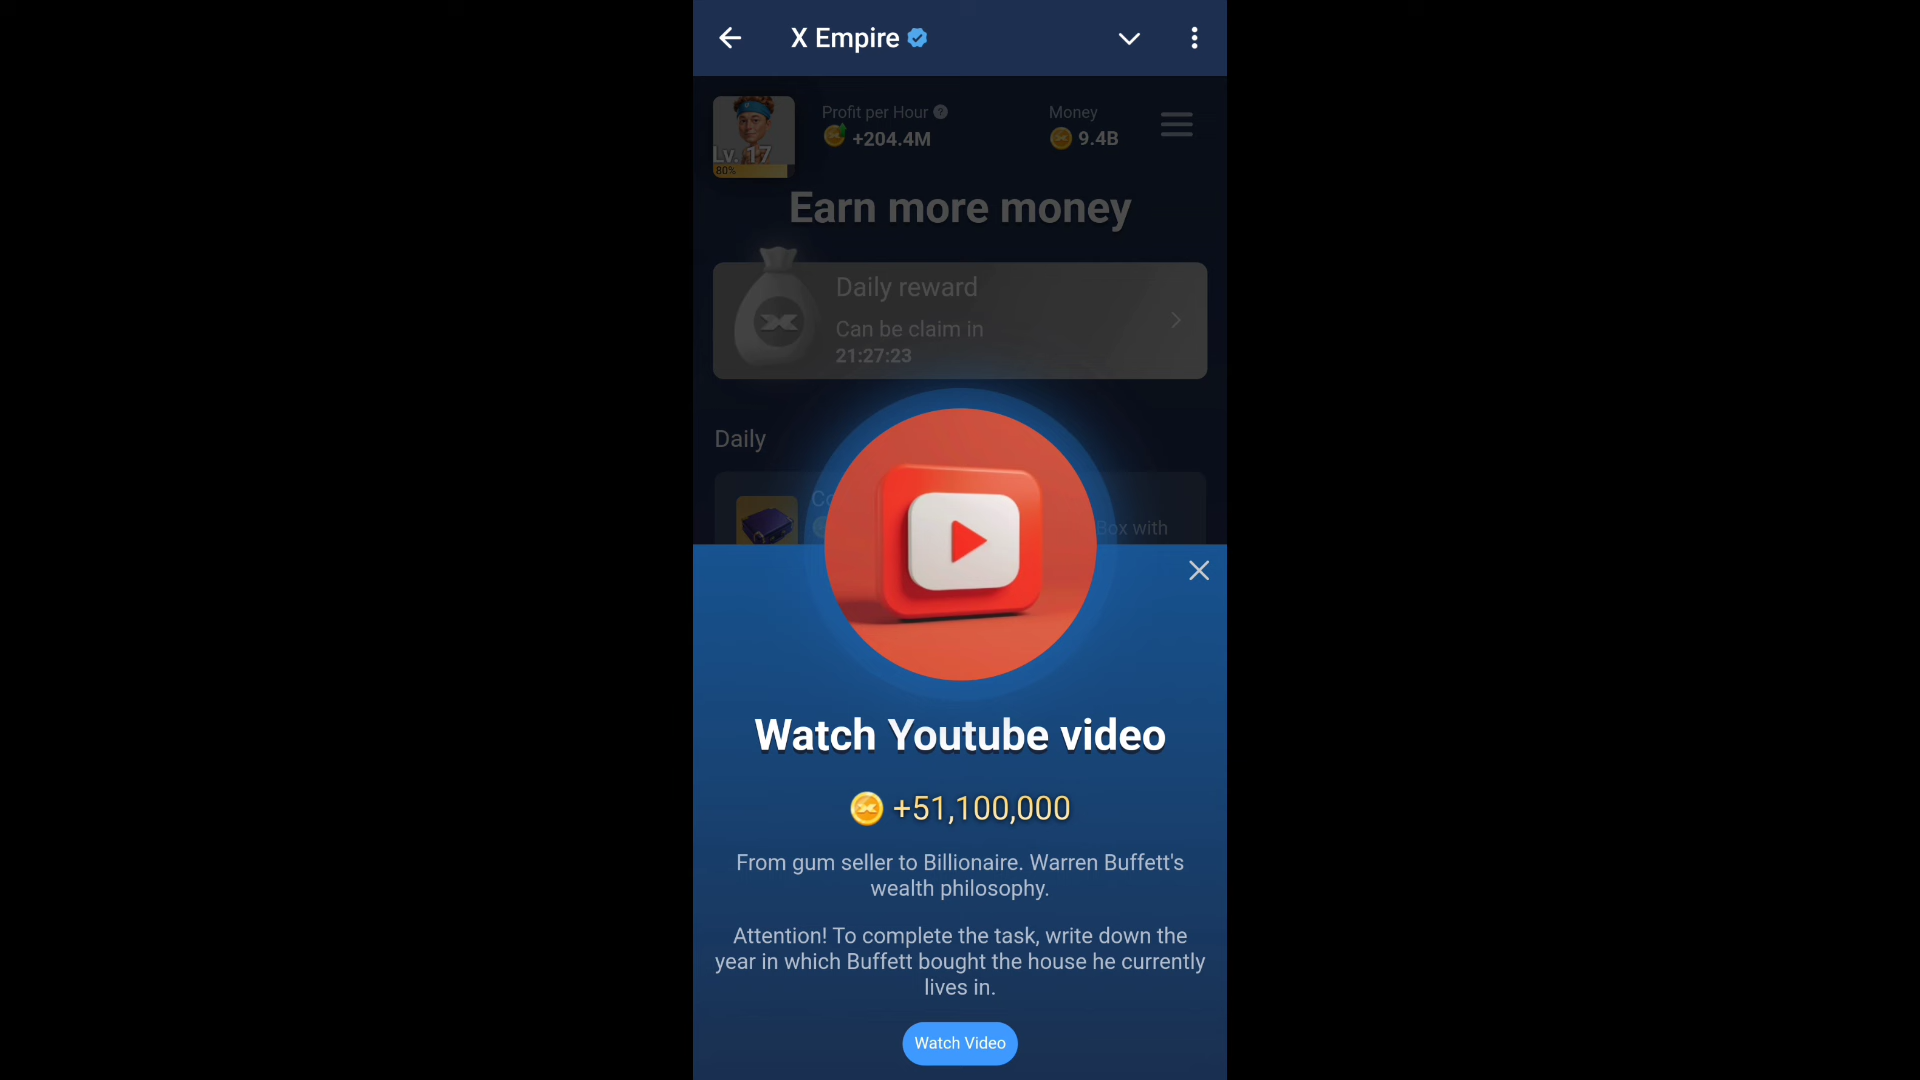 X Empire
Profit per Hour ?
+204.4M
Money
9.4B
Lv. 17
80%
Earn more money
Daily reward
Can be claim in
21:27:23
Daily
Box with
Watch Youtube video
+51,100,000
From gum seller to Billionaire. Warren Buffett's
wealth philosophy.
Attention! To complete the task, write down the
year in which Buffett bought the house he currently
lives in.
Watch Video